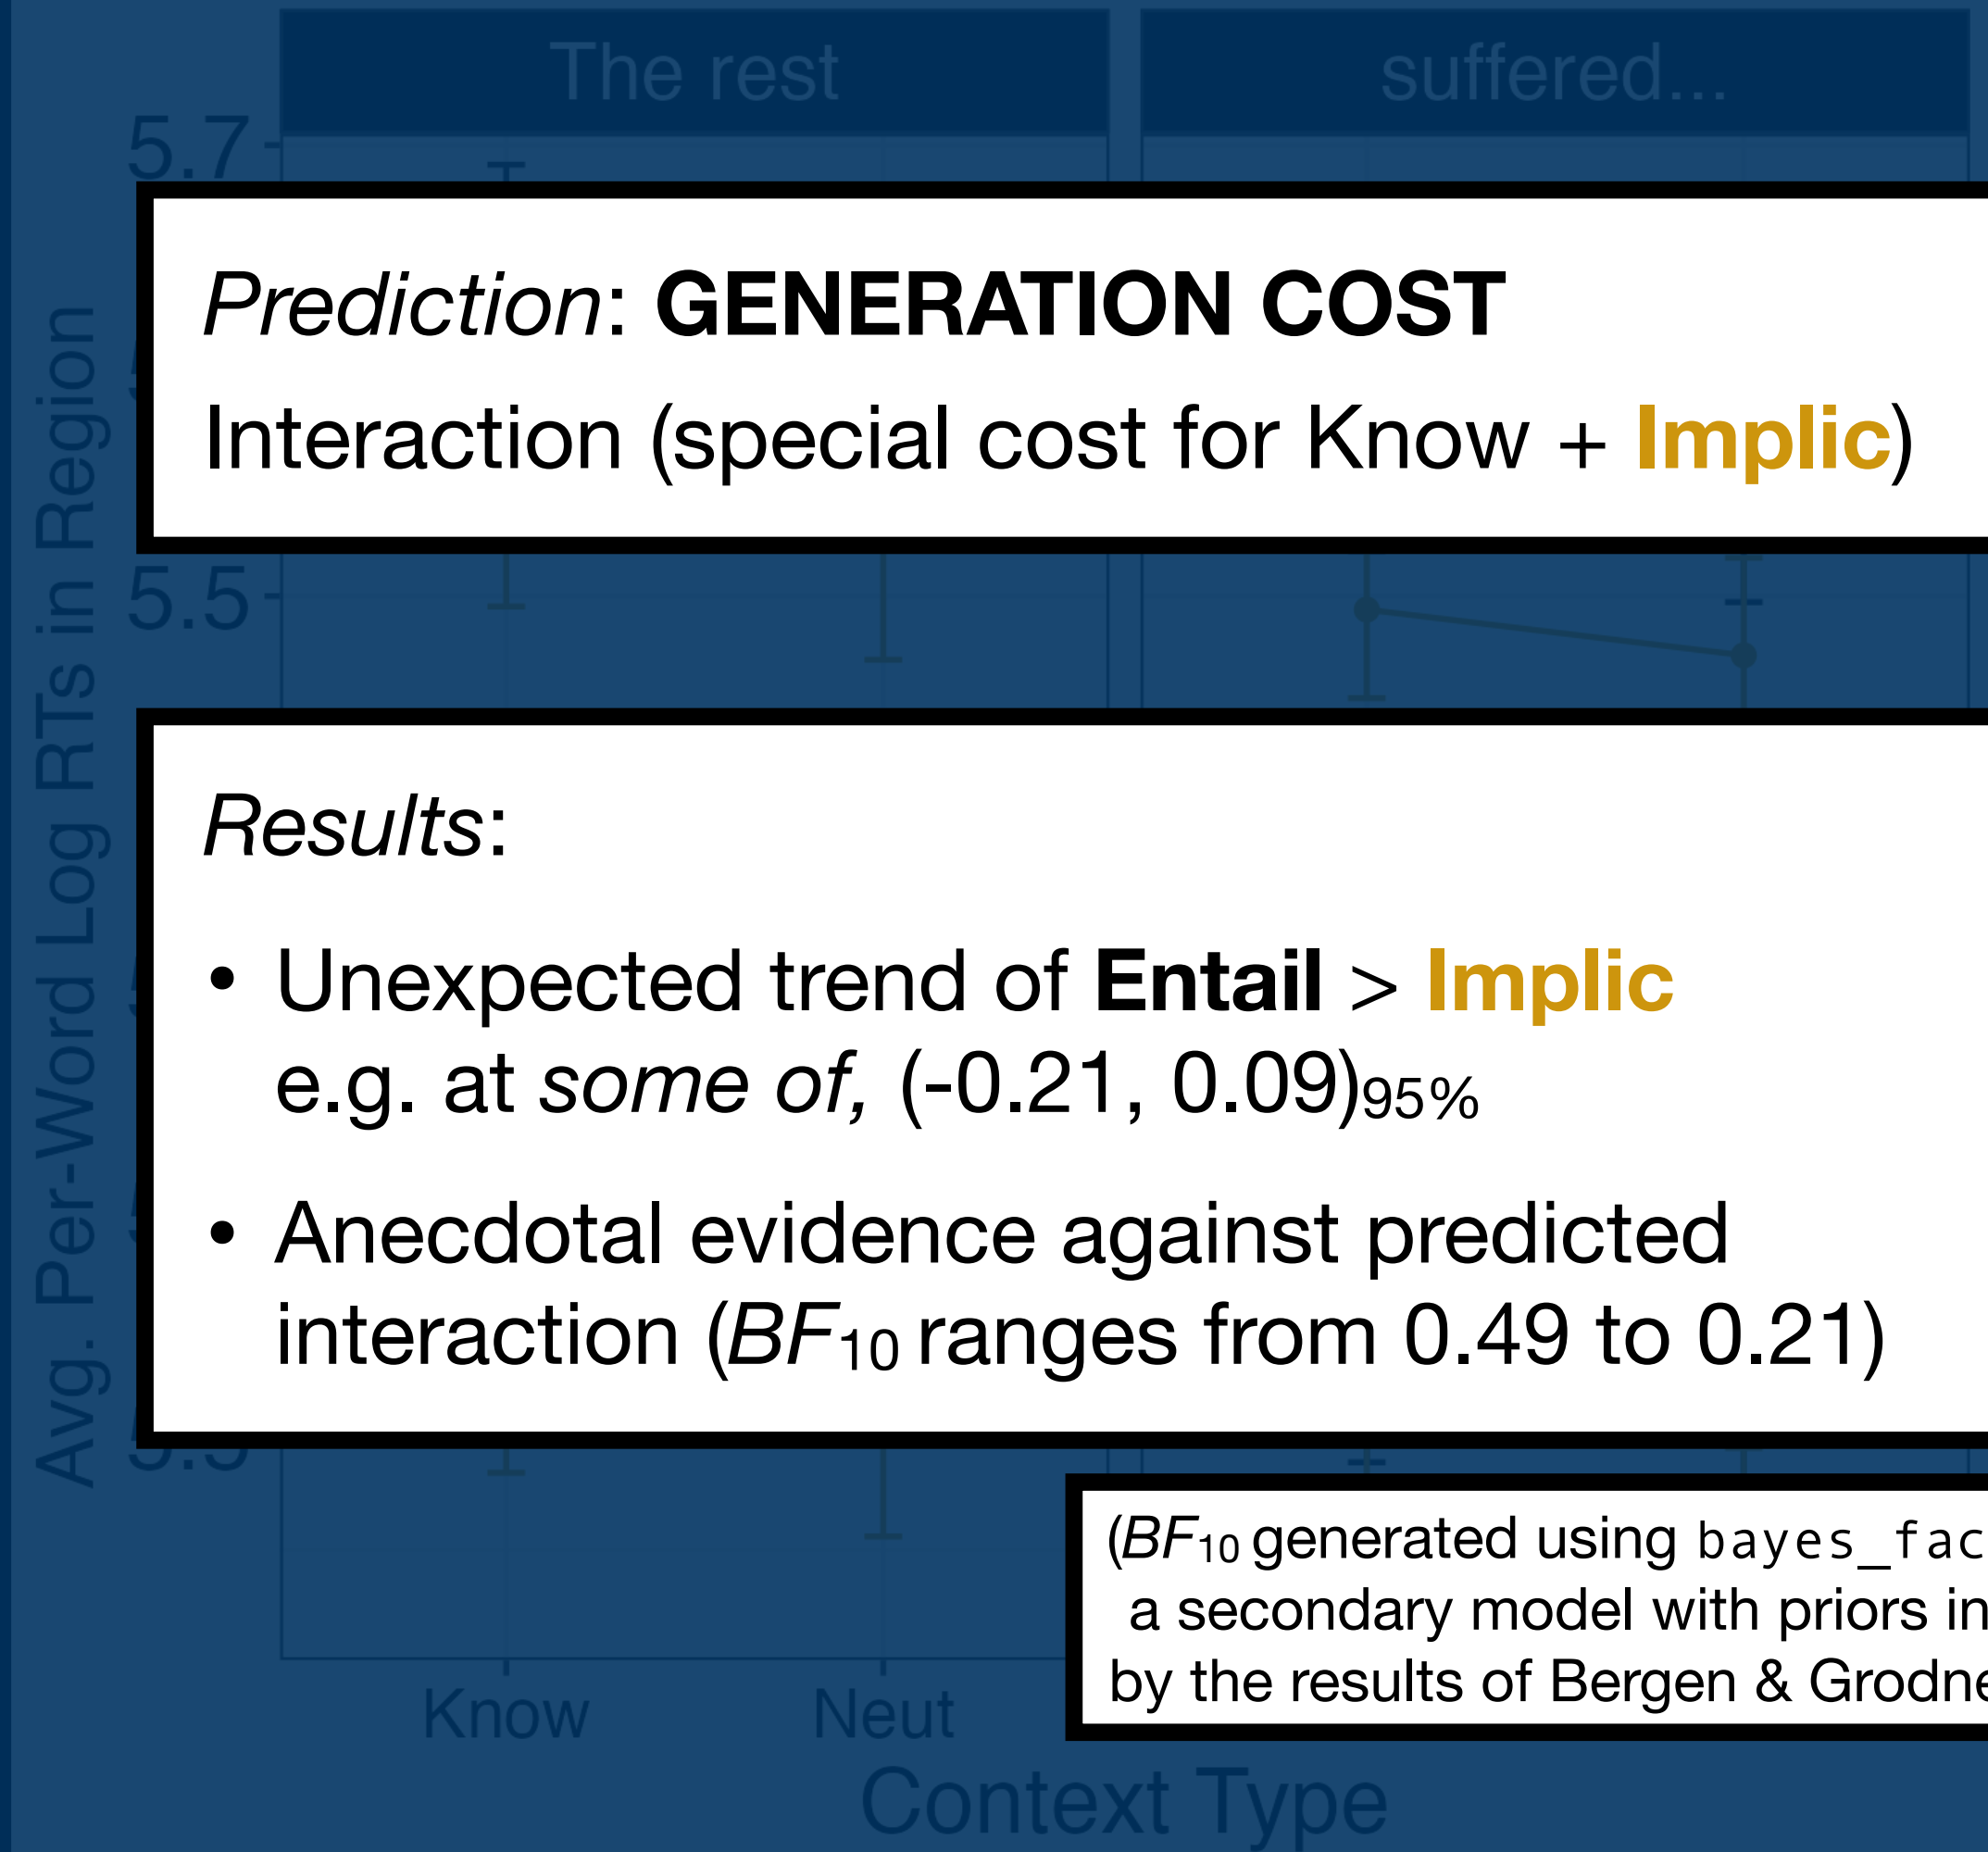 The rest
suffered...
5.7
Prediction: GENERATION COST
Interaction (special cost for Know + Implic)
Avg. Per-Word Log RTs in Region
5.5
Results:
• Unexpected trend of Entail > Implic
e.g. at some of, (-0.21, 0.09)95%
• Anecdotal evidence against predicted
interaction (BF10 ranges from 0.49 to 0.21)
(BF10 generated using bayes_fac
a secondary model with priors in
by the results of Bergen & Grodne
Know
Neut
Context Type